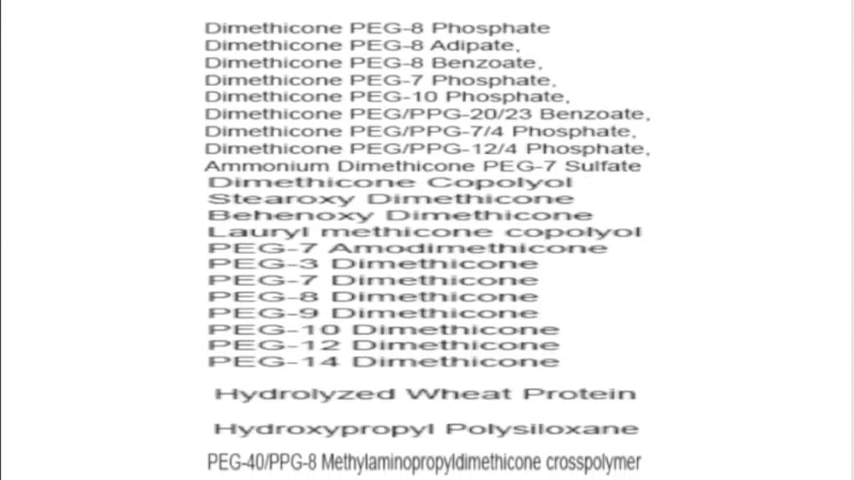 Dimethicone PEG-8 Phosphate
Dimethicone PEG-8 Adipate,
Dimethicone PEG-8 Benzoate,
Dimethicone PEG-7 Phosphate,
Dimethicone PEG-10 Phosphate,
Dimethicone PEG/PPG-20/23 Benzoate,
Dimethicone PEG/PPG-7/4 Phosphate,
Dimethicone PEG/PPG-12/4 Phosphate,
Ammonium Dimethicone PEG-7 Sulfate
Dimethicone Copolyol
Stearoxy Dimethicone
Behenoxy Dimethicone
Lauryl methicone copolyol
PEG-7 Amodimethicone
PEG-3 Dimethicone
PEG-7 Dimethicone
PEG-8 Dimethicone
PEG-9 Dimethicone
PEG-10 Dimethicone
PEG-12 Dimethicone
PEG-14 Dimethicone
Hydrolyzed Wheat Protein
Hydroxypropyl Polysiloxane
PEG-40/PPG-8 Methylaminopropyldimethicone crosspolymer